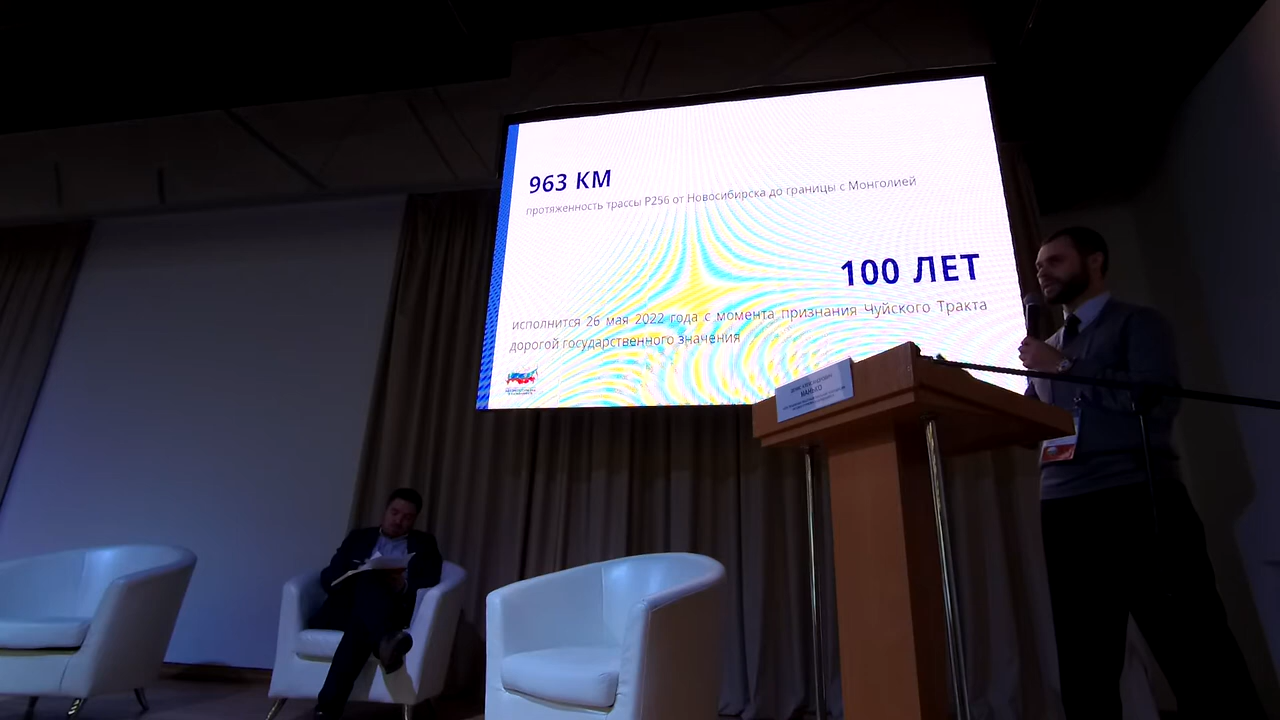 963 КМ
протяженность трассы Р256 от Новосибирска до границы с Монголией
100 ЛЕТ
исполнится 26 мая 2022 года с момента признания Чуйского Тракта
дорогой государственного значения
МАНЬКО